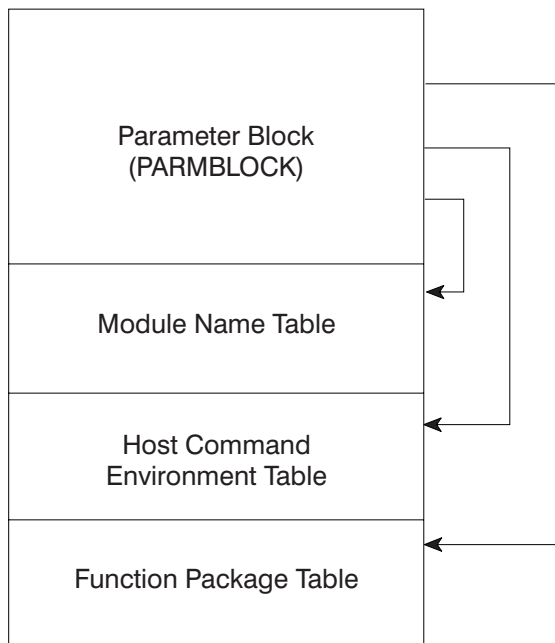 Parameter Block
(PARMBLOCK)
Module Name Table
Host Command
Environment Table
Function Package Table